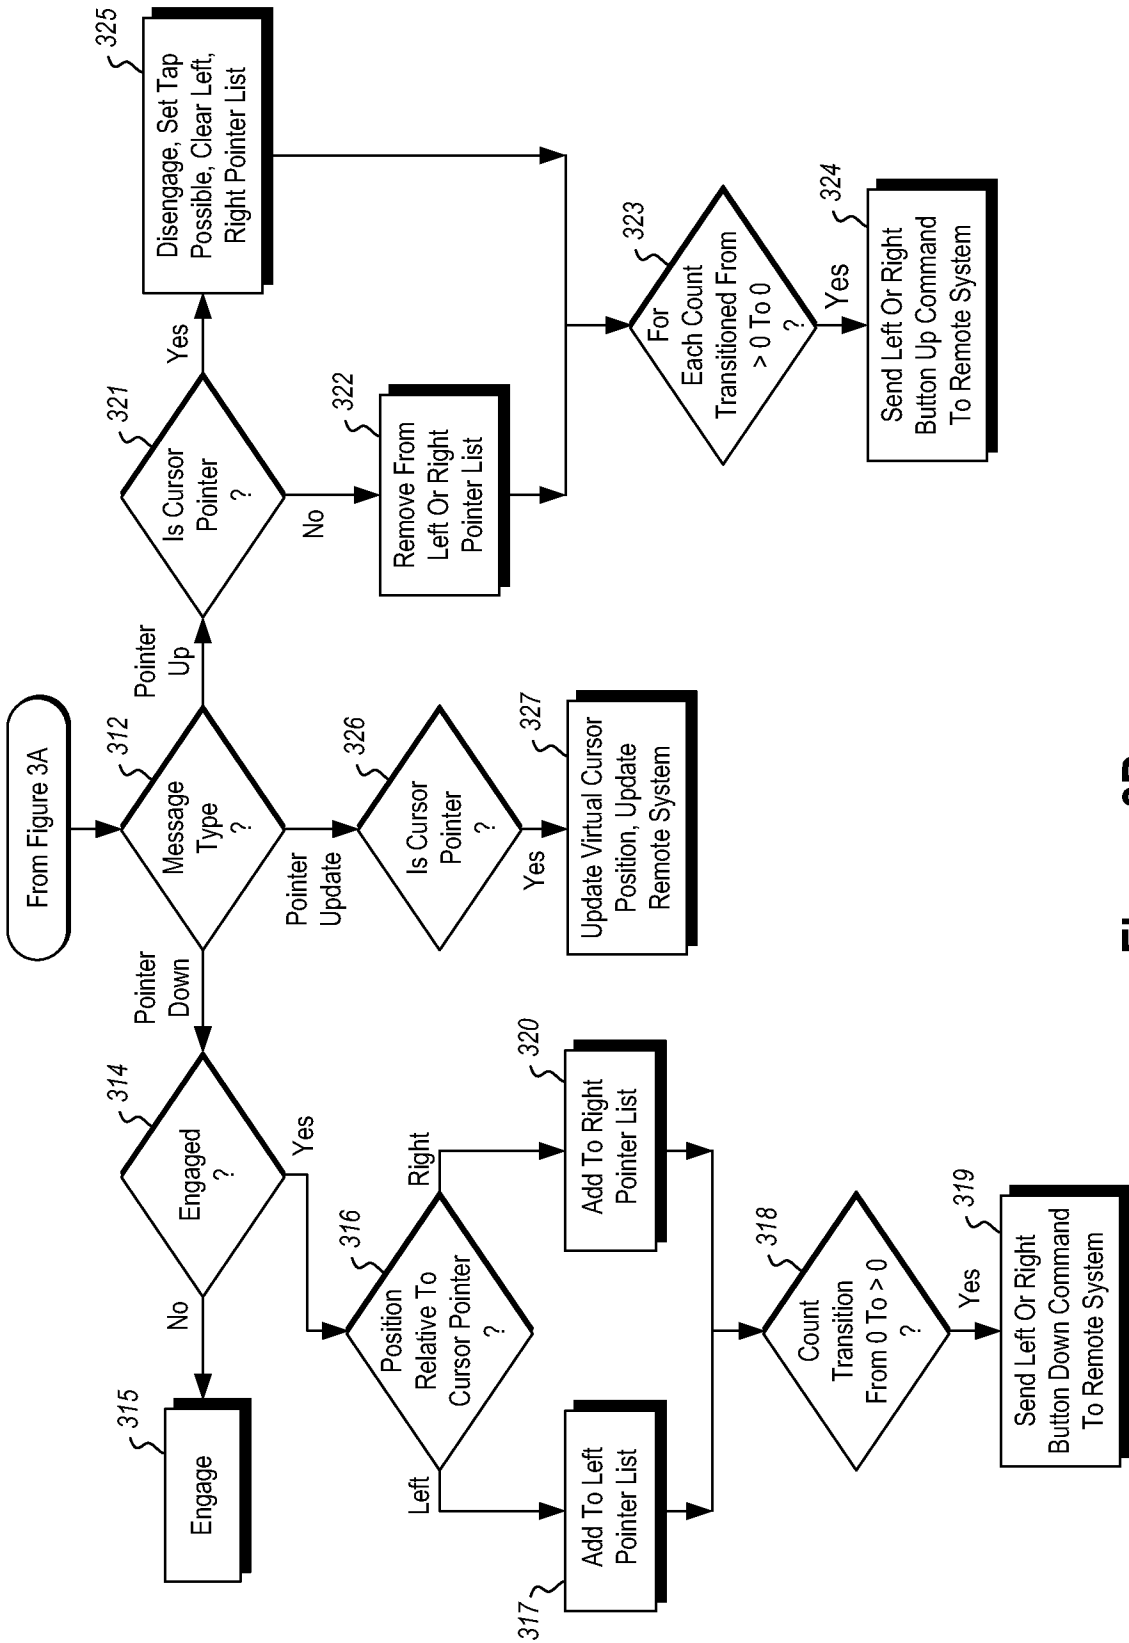 From Figure 3A
312
Message
Type
?
Pointer
Down
Pointer
Update
Pointer
Up
314
Engaged
?
No
Yes
315
Engage
316
Position
Relative To
Cursor Pointer
?
Left
Right
317
Add To Left
Pointer List
320
Add To Right
Pointer List
318
Count
Transition
From 0 To > 0
?
Yes
319
Send Left Or Right
Button Down Command
To Remote System
326
Is Cursor
Pointer
?
Yes
327
Update Virtual Cursor
Position, Update
Remote System
321
Is Cursor
Pointer
?
Yes
No
325
Disengage, Set Tap
Possible, Clear Left,
Right Pointer List
322
Remove From
Left Or Right
Pointer List
323
For
Each Count
Transitioned From
> 0 To 0
?
Yes
324
Send Left Or Right
Button Up Command
To Remote System